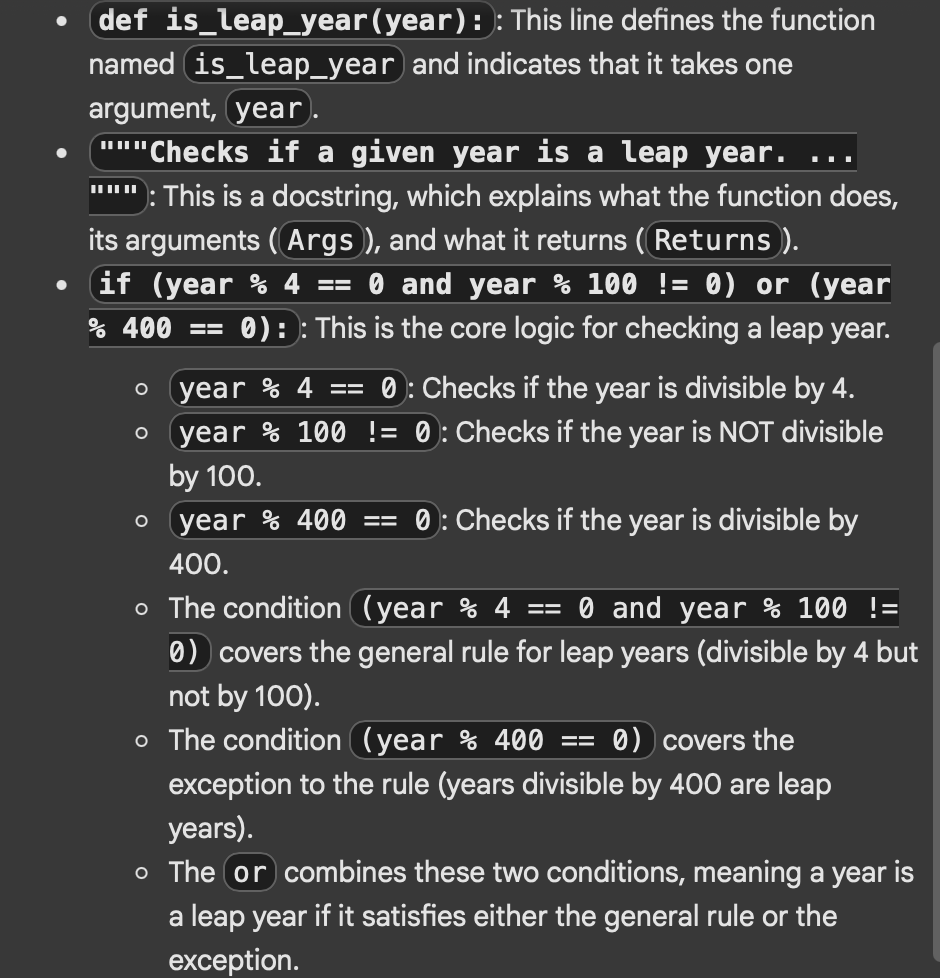 • def is_leap_year(year):: This line defines the function
named is_leap_year and indicates that it takes one
argument, year.
• """Checks if a given year is a leap year. ...
""": This is a docstring, which explains what the function does,
its arguments (Args), and what it returns (Returns).
• if (year % 4 == 0 and year % 100 != 0) or (year
% 400 == 0):: This is the core logic for checking a leap year.
○ year % 4 == 0: Checks if the year is divisible by 4.
○ year % 100 != 0: Checks if the year is NOT divisible
by 100.
○ year % 400 == 0: Checks if the year is divisible by
400.
○ The condition (year % 4 == 0 and year % 100 !=
0) covers the general rule for leap years (divisible by 4 but
not by 100).
○ The condition (year % 400 == 0) covers the
exception to the rule (years divisible by 400 are leap
years).
○ The or combines these two conditions, meaning a year is
a leap year if it satisfies either the general rule or the
exception.